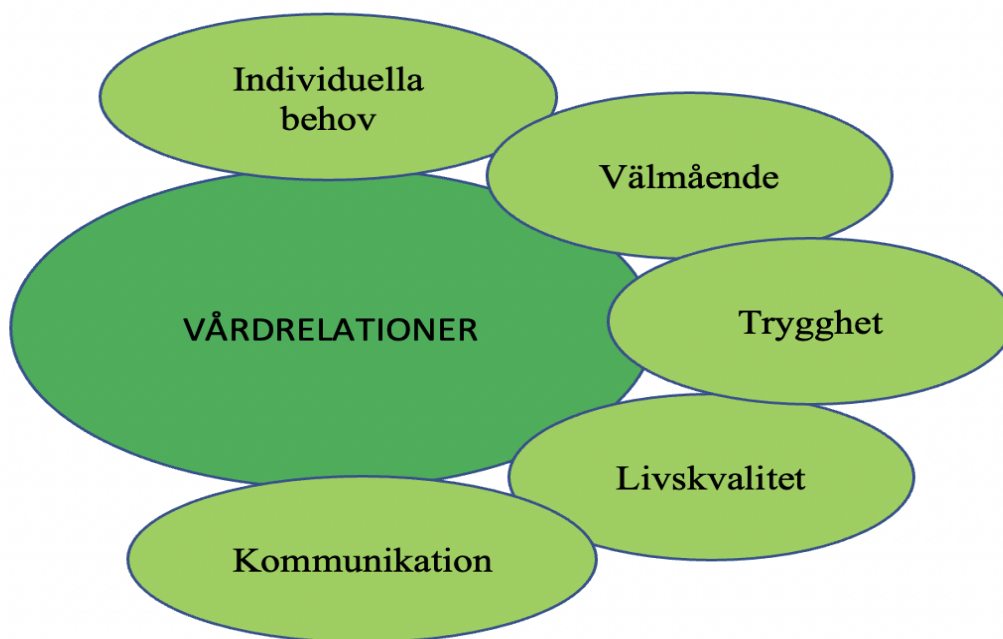 Individuella
behov
Välmående
VÅRDRELATIONER
Trygghet
Livskvalitet
Kommunikation